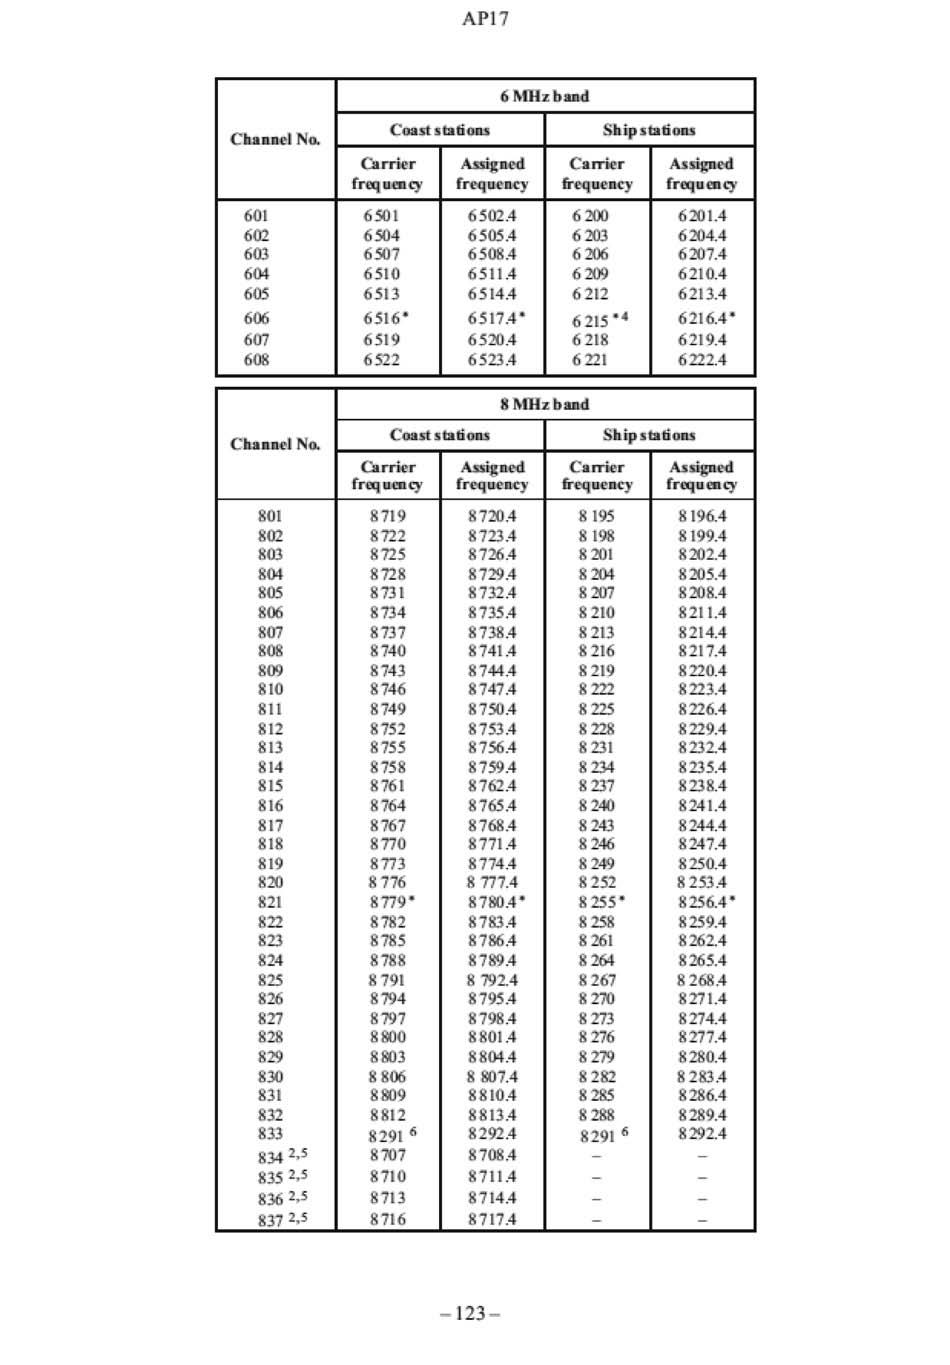 AP17
6 MHz band
Channel No.
Coast stations Ship stations
Carrier frequency Assigned frequency Carrier frequency Assigned frequency
601 6 501 6 502.4 6 200 6 201.4
602 6 504 6 505.4 6 203 6 204.4
603 6 507 6 508.4 6 206 6 207.4
604 6 510 6 511.4 6 209 6 210.4
605 6 513 6 514.4 6 212 6 213.4
606 6 516* 6 517.4* 6 215 *4 6 216.4*
607 6 519 6 520.4 6 218 6 219.4
608 6 522 6 523.4 6 221 6 222.4
8 MHz band
Channel No.
Coast stations Ship stations
Carrier frequency Assigned frequency Carrier frequency Assigned frequency
801 8 719 8 720.4 8 195 8 196.4
802 8 722 8 723.4 8 198 8 199.4
803 8 725 8 726.4 8 201 8 202.4
804 8 728 8 729.4 8 204 8 205.4
805 8 731 8 732.4 8 207 8 208.4
806 8 734 8 735.4 8 210 8 211.4
807 8 737 8 738.4 8 213 8 214.4
808 8 740 8 741.4 8 216 8 217.4
809 8 743 8 744.4 8 219 8 220.4
810 8 746 8 747.4 8 222 8 223.4
811 8 749 8 750.4 8 225 8 226.4
812 8 752 8 753.4 8 228 8 229.4
813 8 755 8 756.4 8 231 8 232.4
814 8 758 8 759.4 8 234 8 235.4
815 8 761 8 762.4 8 237 8 238.4
816 8 764 8 765.4 8 240 8 241.4
817 8 767 8 768.4 8 243 8 244.4
818 8 770 8 771.4 8 246 8 247.4
819 8 773 8 774.4 8 249 8 250.4
820 8 776 8 777.4 8 252 8 253.4
821 8 779* 8 780.4* 8 255* 8 256.4*
822 8 782 8 783.4 8 258 8 259.4
823 8 785 8 786.4 8 261 8 262.4
824 8 788 8 789.4 8 264 8 265.4
825 8 791 8 792.4 8 267 8 268.4
826 8 794 8 795.4 8 270 8 271.4
827 8 797 8 798.4 8 273 8 274.4
828 8 800 8 801.4 8 276 8 277.4
829 8 803 8 804.4 8 279 8 280.4
830 8 806 8 807.4 8 282 8 283.4
831 8 809 8 810.4 8 285 8 286.4
832 8 812 8 813.4 8 288 8 289.4
833 8 291 6 8 292.4 8 291 6 8 292.4
834 2,5 8 707 8 708.4 – –
835 2,5 8 710 8 711.4 – –
836 2,5 8 713 8 714.4 – –
837 2,5 8 716 8 717.4 – –
– 123 –